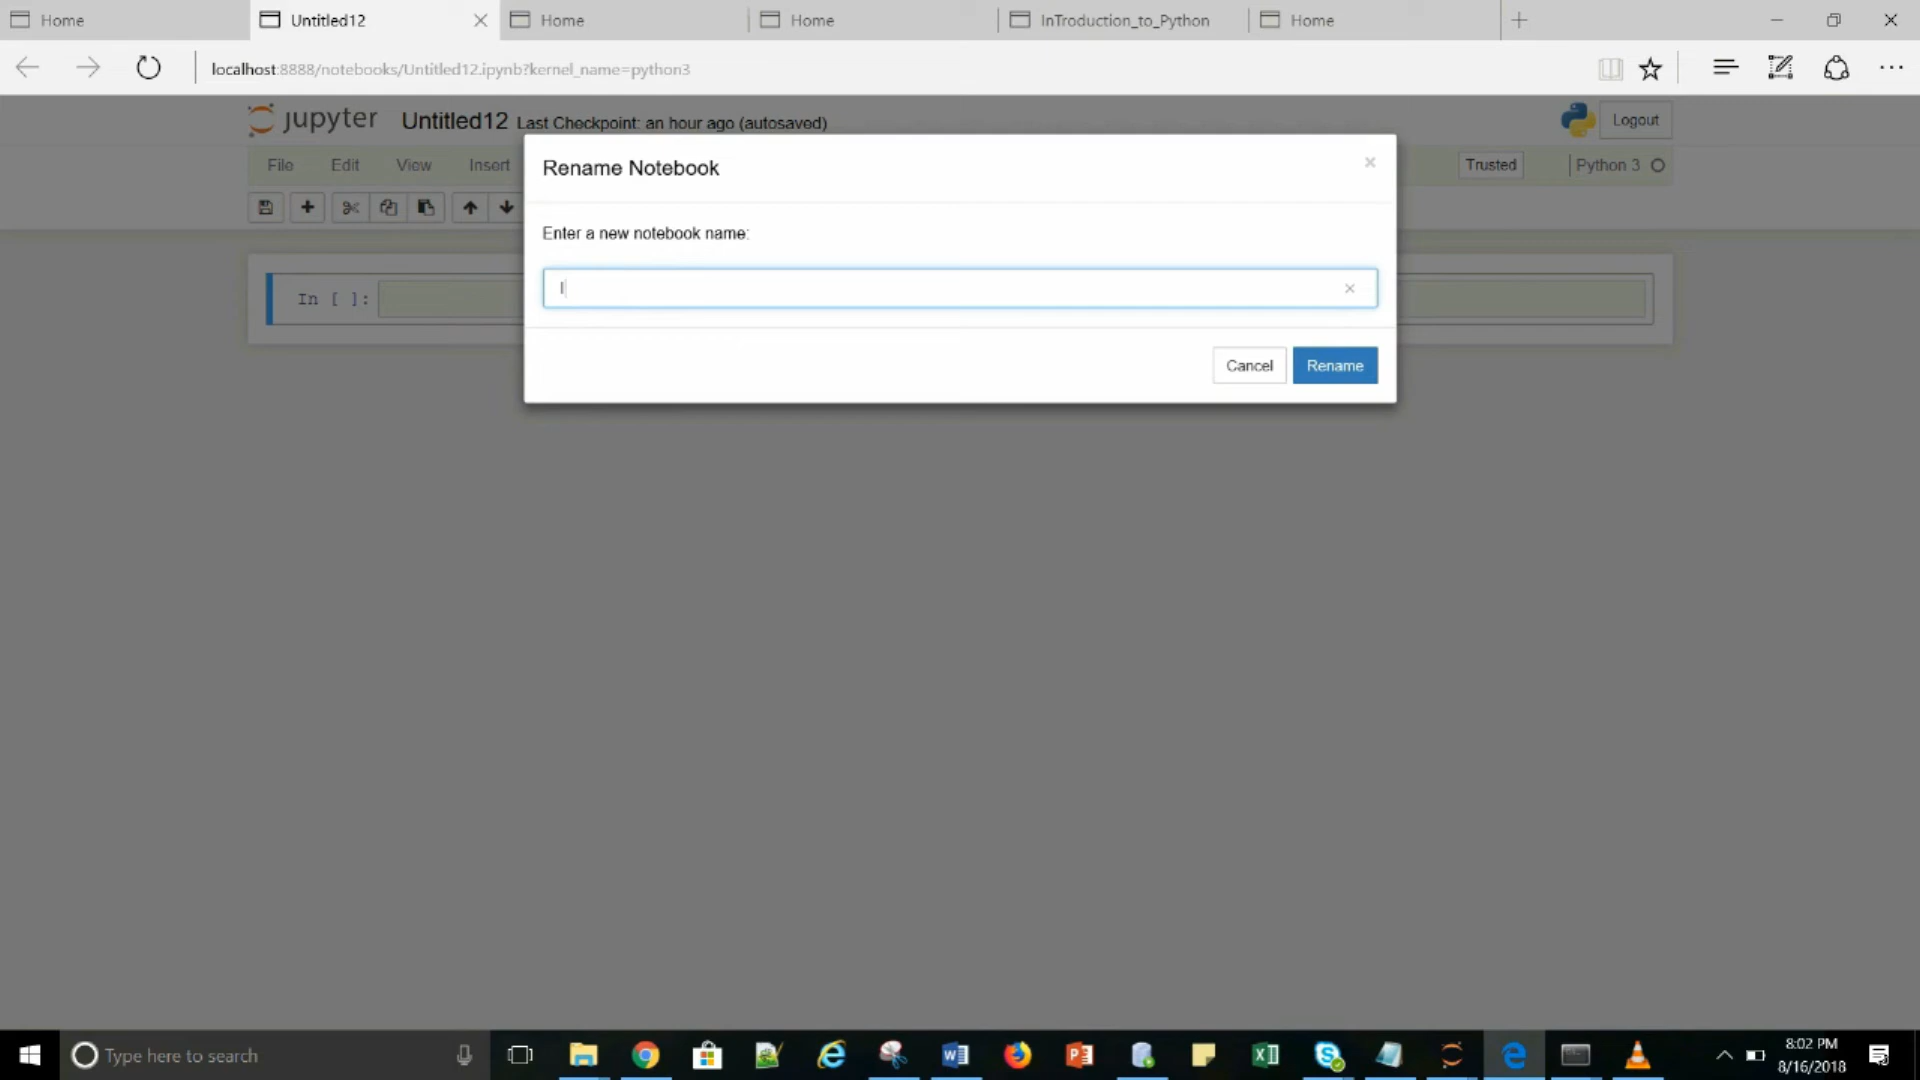 Home
Untitled12
Home
Home
InTroduction_to_Python
Home
localhost:8888/notebooks/Untitled12.ipynb?kernel_name=python3
jupyter
Untitled12 Last Checkpoint: an hour ago (autosaved)
Logout
File
Edit
View
Insert
Trusted
Python 3
Rename Notebook
Enter a new notebook name:
I
In [ ]:
Cancel
Rename
Type here to search
8:02 PM
8/16/2018